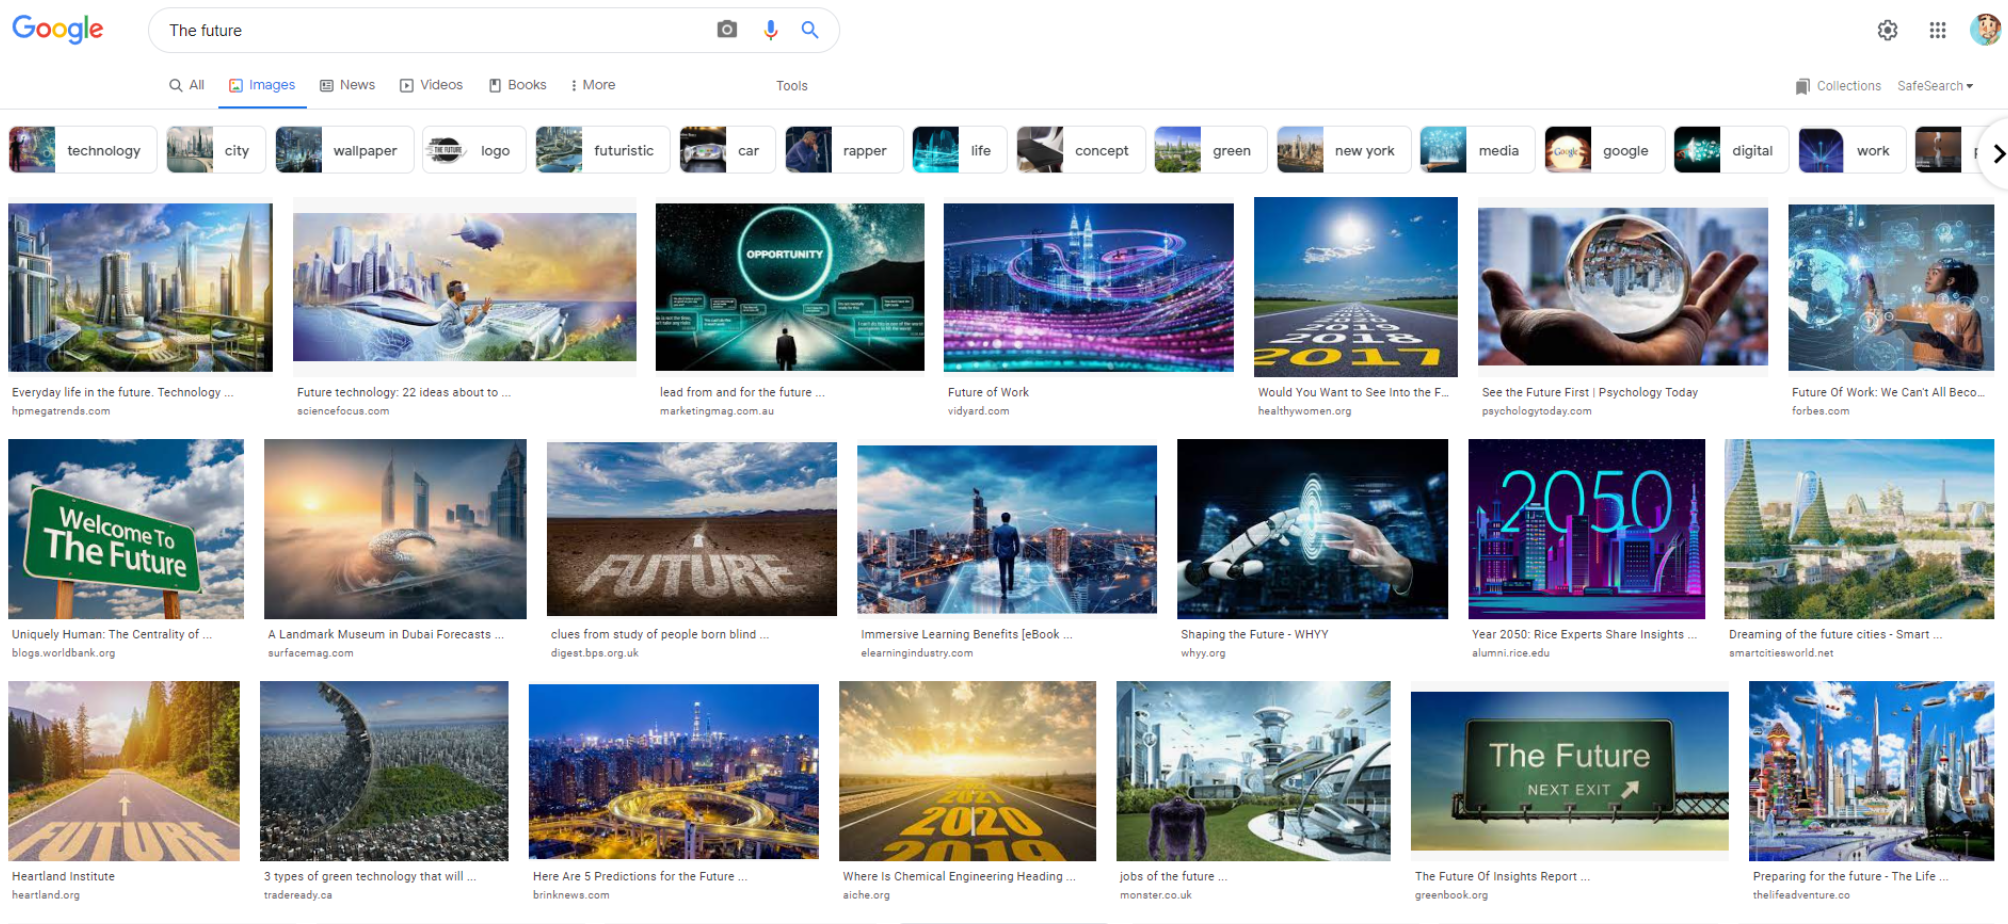 Google
The future
All
Images
News
Videos
Books
More
Tools
Collections
SafeSearch
technology
city
wallpaper
THE FUTURE
logo
futuristic
car
rapper
life
concept
green
new york
media
Google
google
digital
work
OPPORTUNITY
2019
2018
2017
Everyday life in the future. Technology ...
hpmegatrends.com
Future technology: 22 ideas about to ...
sciencefocus.com
lead from and for the future ...
marketingmag.com.au
Future of Work
vidyard.com
Would You Want to See Into the F...
healthywomen.org
See the Future First | Psychology Today
psychologytoday.com
Future Of Work: We Can't All Beco...
forbes.com
Welcome To
The Future
FUTURE
2050
Uniquely Human: The Centrality of ...
blogs.worldbank.org
A Landmark Museum in Dubai Forecasts ...
surfacemag.com
clues from study of people born blind ...
digest.bps.org.uk
Immersive Learning Benefits [eBook ...
elearningindustry.com
Shaping the Future - WHYY
whyy.org
Year 2050: Rice Experts Share Insights ...
alumni.rice.edu
Dreaming of the future cities - Smart ...
smartcitiesworld.net
FUTURE
2021
2020
2019
The Future
NEXT EXIT
Heartland Institute
heartland.org
3 types of green technology that will ...
tradeready.ca
Here Are 5 Predictions for the Future ...
brinknews.com
Where Is Chemical Engineering Heading ...
aiche.org
jobs of the future ...
monster.co.uk
The Future Of Insights Report ...
greenbook.org
Preparing for the future - The Life ...
thelifeadventure.co